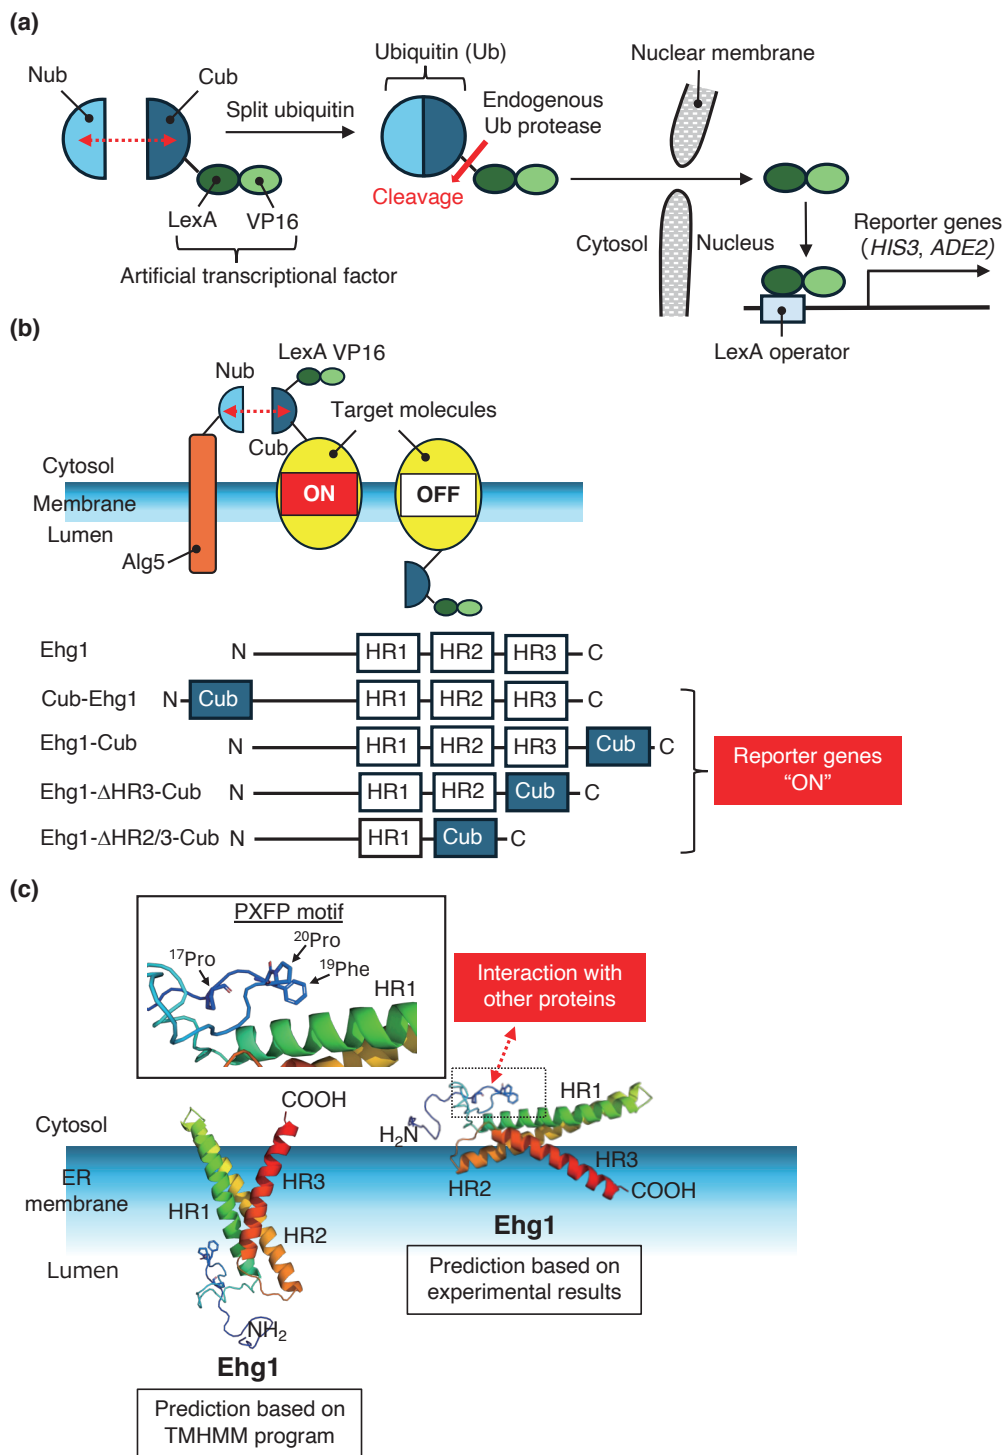 (a)
Nub
Cub
Split ubiquitin
LexA
VP16
Artificial transcriptional factor
Ubiquitin (Ub)
Endogenous
Ub protease
Cleavage
Nuclear membrane
Cytosol
Nucleus
Reporter genes
(HIS3, ADE2)
LexA operator
(b)
LexA VP16
Nub
Cub
Target molecules
Cytosol
Membrane
Lumen
ON
OFF
Alg5
Ehg1 N HR1 HR2 HR3 C
Cub-Ehg1 N Cub HR1 HR2 HR3 C
Ehg1-Cub N HR1 HR2 HR3 Cub C
Ehg1-ΔHR3-Cub N HR1 HR2 Cub C
Ehg1-ΔHR2/3-Cub N HR1 Cub C
Reporter genes
“ON”
(c)
PXFP motif
20Pro
17Pro
19Phe
HR1
Interaction with
other proteins
COOH
Cytosol
ER
membrane
Lumen
HR1
HR3
HR2
NH2
Ehg1
Prediction based on
TMHMM program
HR1
H2N
HR2
HR3
COOH
Ehg1
Prediction based on
experimental results